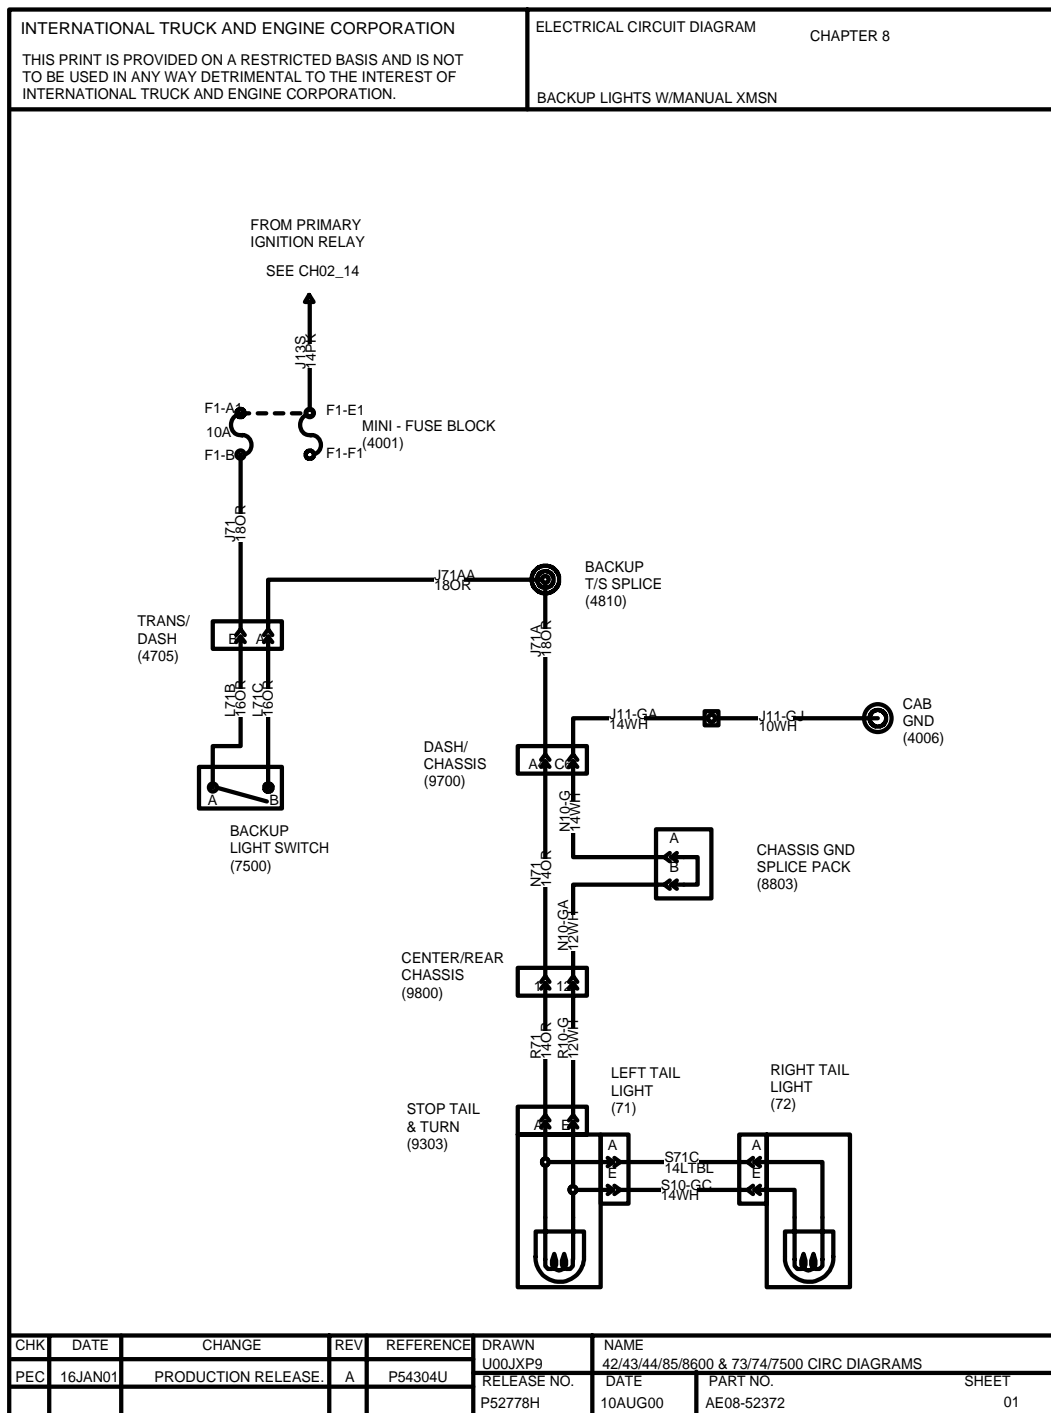 INTERNATIONAL TRUCK AND ENGINE CORPORATION
THIS PRINT IS PROVIDED ON A RESTRICTED BASIS AND IS NOT
TO BE USED IN ANY WAY DETRIMENTAL TO THE INTEREST OF
INTERNATIONAL TRUCK AND ENGINE CORPORATION.
ELECTRICAL CIRCUIT DIAGRAM
CHAPTER 8
BACKUP LIGHTS W/MANUAL XMSN
FROM PRIMARY
IGNITION RELAY
SEE CH02_14
J13S
14PK
F1-A1
F1-E1
10A
MINI - FUSE BLOCK
(4001)
F1-B
F1-F1
J71
18OR
J71AA
18OR
BACKUP
T/S SPLICE
(4810)
TRANS/
DASH
(4705)
B A
J71A
18OR
L71B
16OR
L71C
16OR
J11-GA
14WH
J11-GJ
10WH
CAB
GND
(4006)
DASH/
CHASSIS
(9700)
A C6
A B
BACKUP
LIGHT SWITCH
(7500)
N10-G
14WH
A
B
CHASSIS GND
SPLICE PACK
(8803)
N71
14OR
N10-GA
12WH
CENTER/REAR
CHASSIS
(9800)
12
R71
14OR
R10-G
12WH
LEFT TAIL
LIGHT
(71)
RIGHT TAIL
LIGHT
(72)
STOP TAIL
& TURN
(9303)
A E
A
E
S71C
14LTBL
S10-GC
14WH
A
E
CHK DATE CHANGE REV REFERENCE
PEC 16JAN01 PRODUCTION RELEASE. A P54304U
DRAWN
U00JXP9
NAME
42/43/44/85/8600 & 73/74/7500 CIRC DIAGRAMS
RELEASE NO.
P52778H
DATE
10AUG00
PART NO.
AE08-52372
SHEET
01